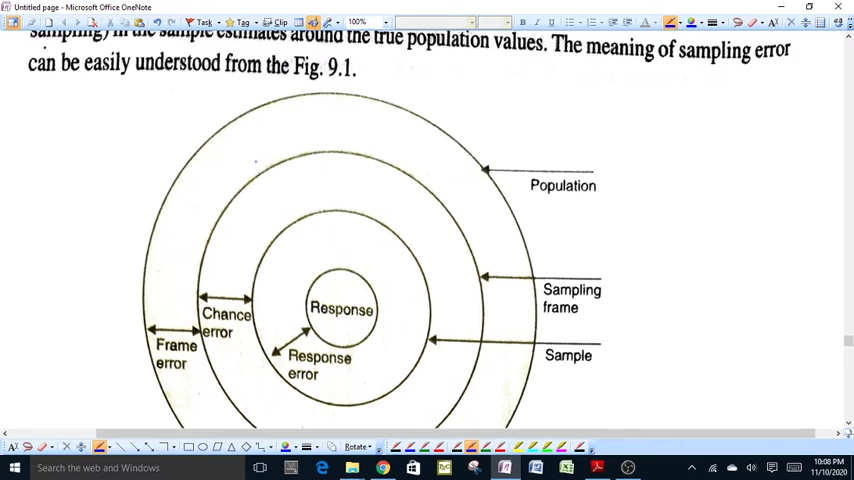 Untitled page - Microsoft OneNote
Task
Tag
Clip
100%
B I U
sampling) in the sample estimates around the true population values. The meaning of sampling error
can be easily understood from the Fig. 9.1.
Population
Sampling
frame
Response
Chance
error
Frame
error
Response
error
Sample
Rotate
Search the web and Windows
10:08 PM
11/10/2020